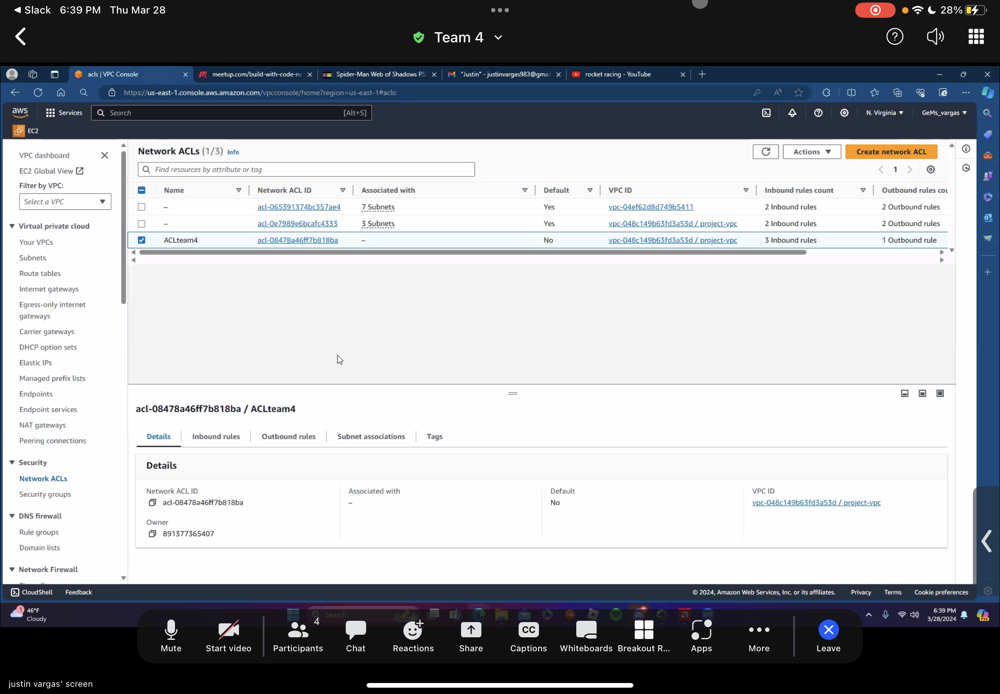 Slack 6:39 PM Thu Mar 28
28%
Team 4
acls | VPC Console
meetup.com/build-with-code-ne
Spider-Man Web of Shadows PS
"Justin" - justinvargas983@gmai
rocket racing - YouTube
https://us-east-1.console.aws.amazon.com/vpcconsole/home?region=us-east-1#acls:
aws
Services
Search
[Alt+S]
N. Virginia
GeMs_vargas
EC2
VPC dashboard
EC2 Global View
Filter by VPC:
Select a VPC
Virtual private cloud
Your VPCs
Subnets
Route tables
Internet gateways
Egress-only internet
gateways
Carrier gateways
DHCP option sets
Elastic IPs
Managed prefix lists
Endpoints
Endpoint services
NAT gateways
Peering connections
Security
Network ACLs
Security groups
DNS firewall
Rule groups
Domain lists
Network Firewall
Network ACLs (1/3) Info
Actions
Create network ACL
Find resources by attribute or tag
1
Name Network ACL ID Associated with Default VPC ID Inbound rules count Outbound rules cou
– acl-065391374bc357ae4 7 Subnets Yes vpc-04ef62d8d749b5411 2 Inbound rules 2 Outbound rules
– acl-0e7989e6bcafc4333 3 Subnets Yes vpc-048c149b63fd3a53d / project-vpc 2 Inbound rules 2 Outbound rules
ACLteam4 acl-08478a46ff7b818ba – No vpc-048c149b63fd3a53d / project-vpc 3 Inbound rules 1 Outbound rule
acl-08478a46ff7b818ba / ACLteam4
Details Inbound rules Outbound rules Subnet associations Tags
Details
Network ACL ID
acl-08478a46ff7b818ba
Associated with
–
Default
No
VPC ID
vpc-048c149b63fd3a53d / project-vpc
Owner
891377365407
CloudShell Feedback
© 2024, Amazon Web Services, Inc. or its affiliates. Privacy Terms Cookie preferences
1
46°F
Cloudy
Search
zm
6:39 PM
3/28/2024
PRE
4
CC
Mute Start video Participants Chat Reactions Share Captions Whiteboards Breakout R... Apps More Leave
justin vargas' screen